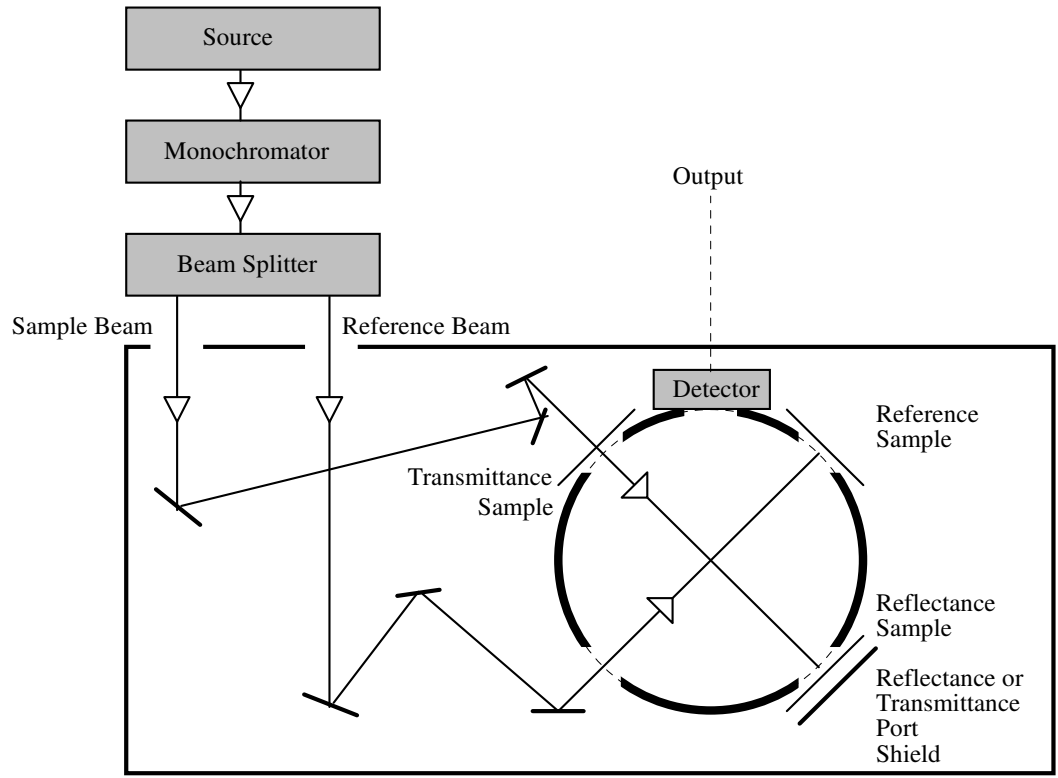 Source
Monochromator
Output
Beam Splitter
Sample Beam
Reference Beam
Detector
Reference
Sample
Transmittance
Sample
Reflectance
Sample
Reflectance or
Transmittance
Port
Shield